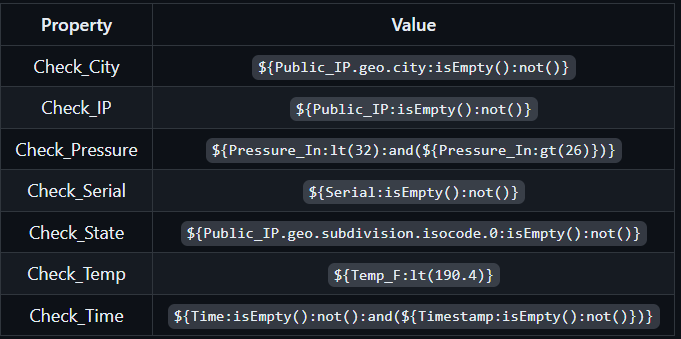 Property Value
Check_City ${Public_IP.geo.city:isEmpty():not()}
Check_IP ${Public_IP:isEmpty():not()}
Check_Pressure ${Pressure_In:lt(32):and(${Pressure_In:gt(26)})}
Check_Serial ${Serial:isEmpty():not()}
Check_State ${Public_IP.geo.subdivision.isocode.0:isEmpty():not()}
Check_Temp ${Temp_F:lt(190.4)}
Check_Time ${Time:isEmpty():not():and(${Timestamp:isEmpty():not()})}